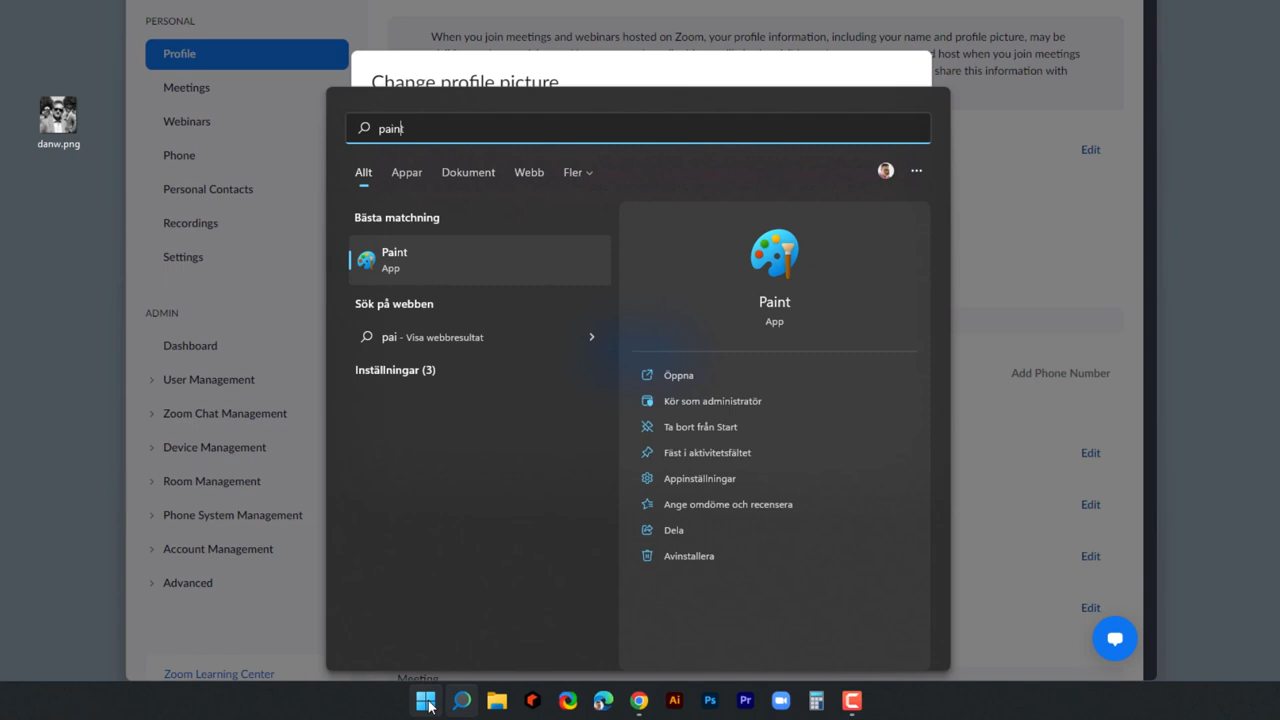 PERSONAL
Profile
Meetings
Webinars
Phone
Personal Contacts
Recordings
Settings
ADMIN
Dashboard
User Management
Zoom Chat Management
Device Management
Room Management
Phone System Management
Account Management
Advanced
Zoom Learning Center
danw.png
When you join meetings and webinars hosted on Zoom, your profile information, including your name and profile picture, may be
host when you join meetings
share this information with
Change profile picture
paint
Allt
Appar
Dokument
Webb
Fler
Bästa matchning
Paint
App
Sök på webben
pai - Visa webbresultat
Inställningar (3)
Paint
App
Öppna
Kör som administratör
Ta bort från Start
Fäst i aktivitetsfältet
Appinställningar
Ange omdöme och recensera
Dela
Avinstallera
Edit
Add Phone Number
Edit
Edit
Edit
Edit
Meeting
Ai
Ps
Pr